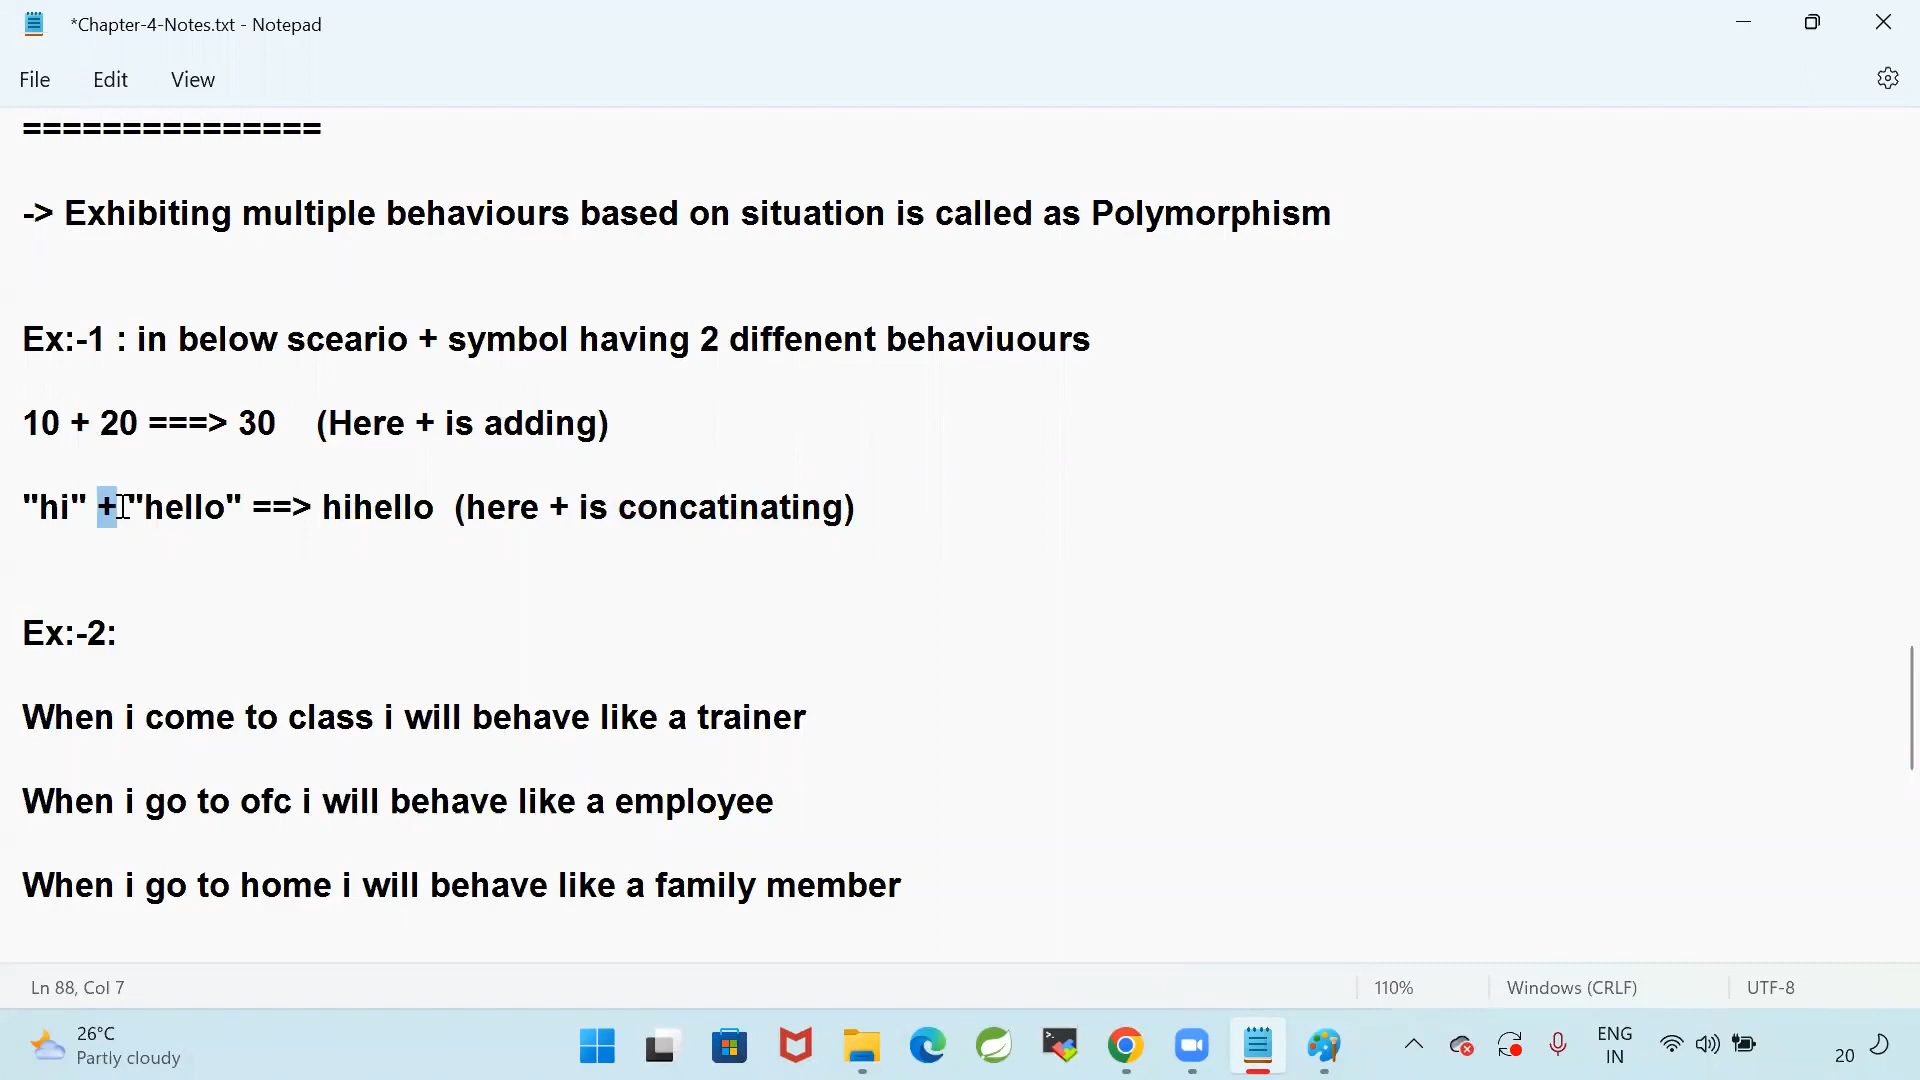 *Chapter-4-Notes.txt - Notepad
File Edit View
===============
-> Exhibiting multiple behaviours based on situation is called as Polymorphism
Ex:-1 : in below sceario + symbol having 2 diffenent behaviuours
10 + 20 ===> 30 (Here + is adding)
"hi" + "hello" ==> hihello (here + is concatinating)
Ex:-2:
When i come to class i will behave like a trainer
When i go to ofc i will behave like a employee
When i go to home i will behave like a family member
Ln 88, Col 7 110% Windows (CRLF) UTF-8
26°C
Partly cloudy
ENG
IN
20